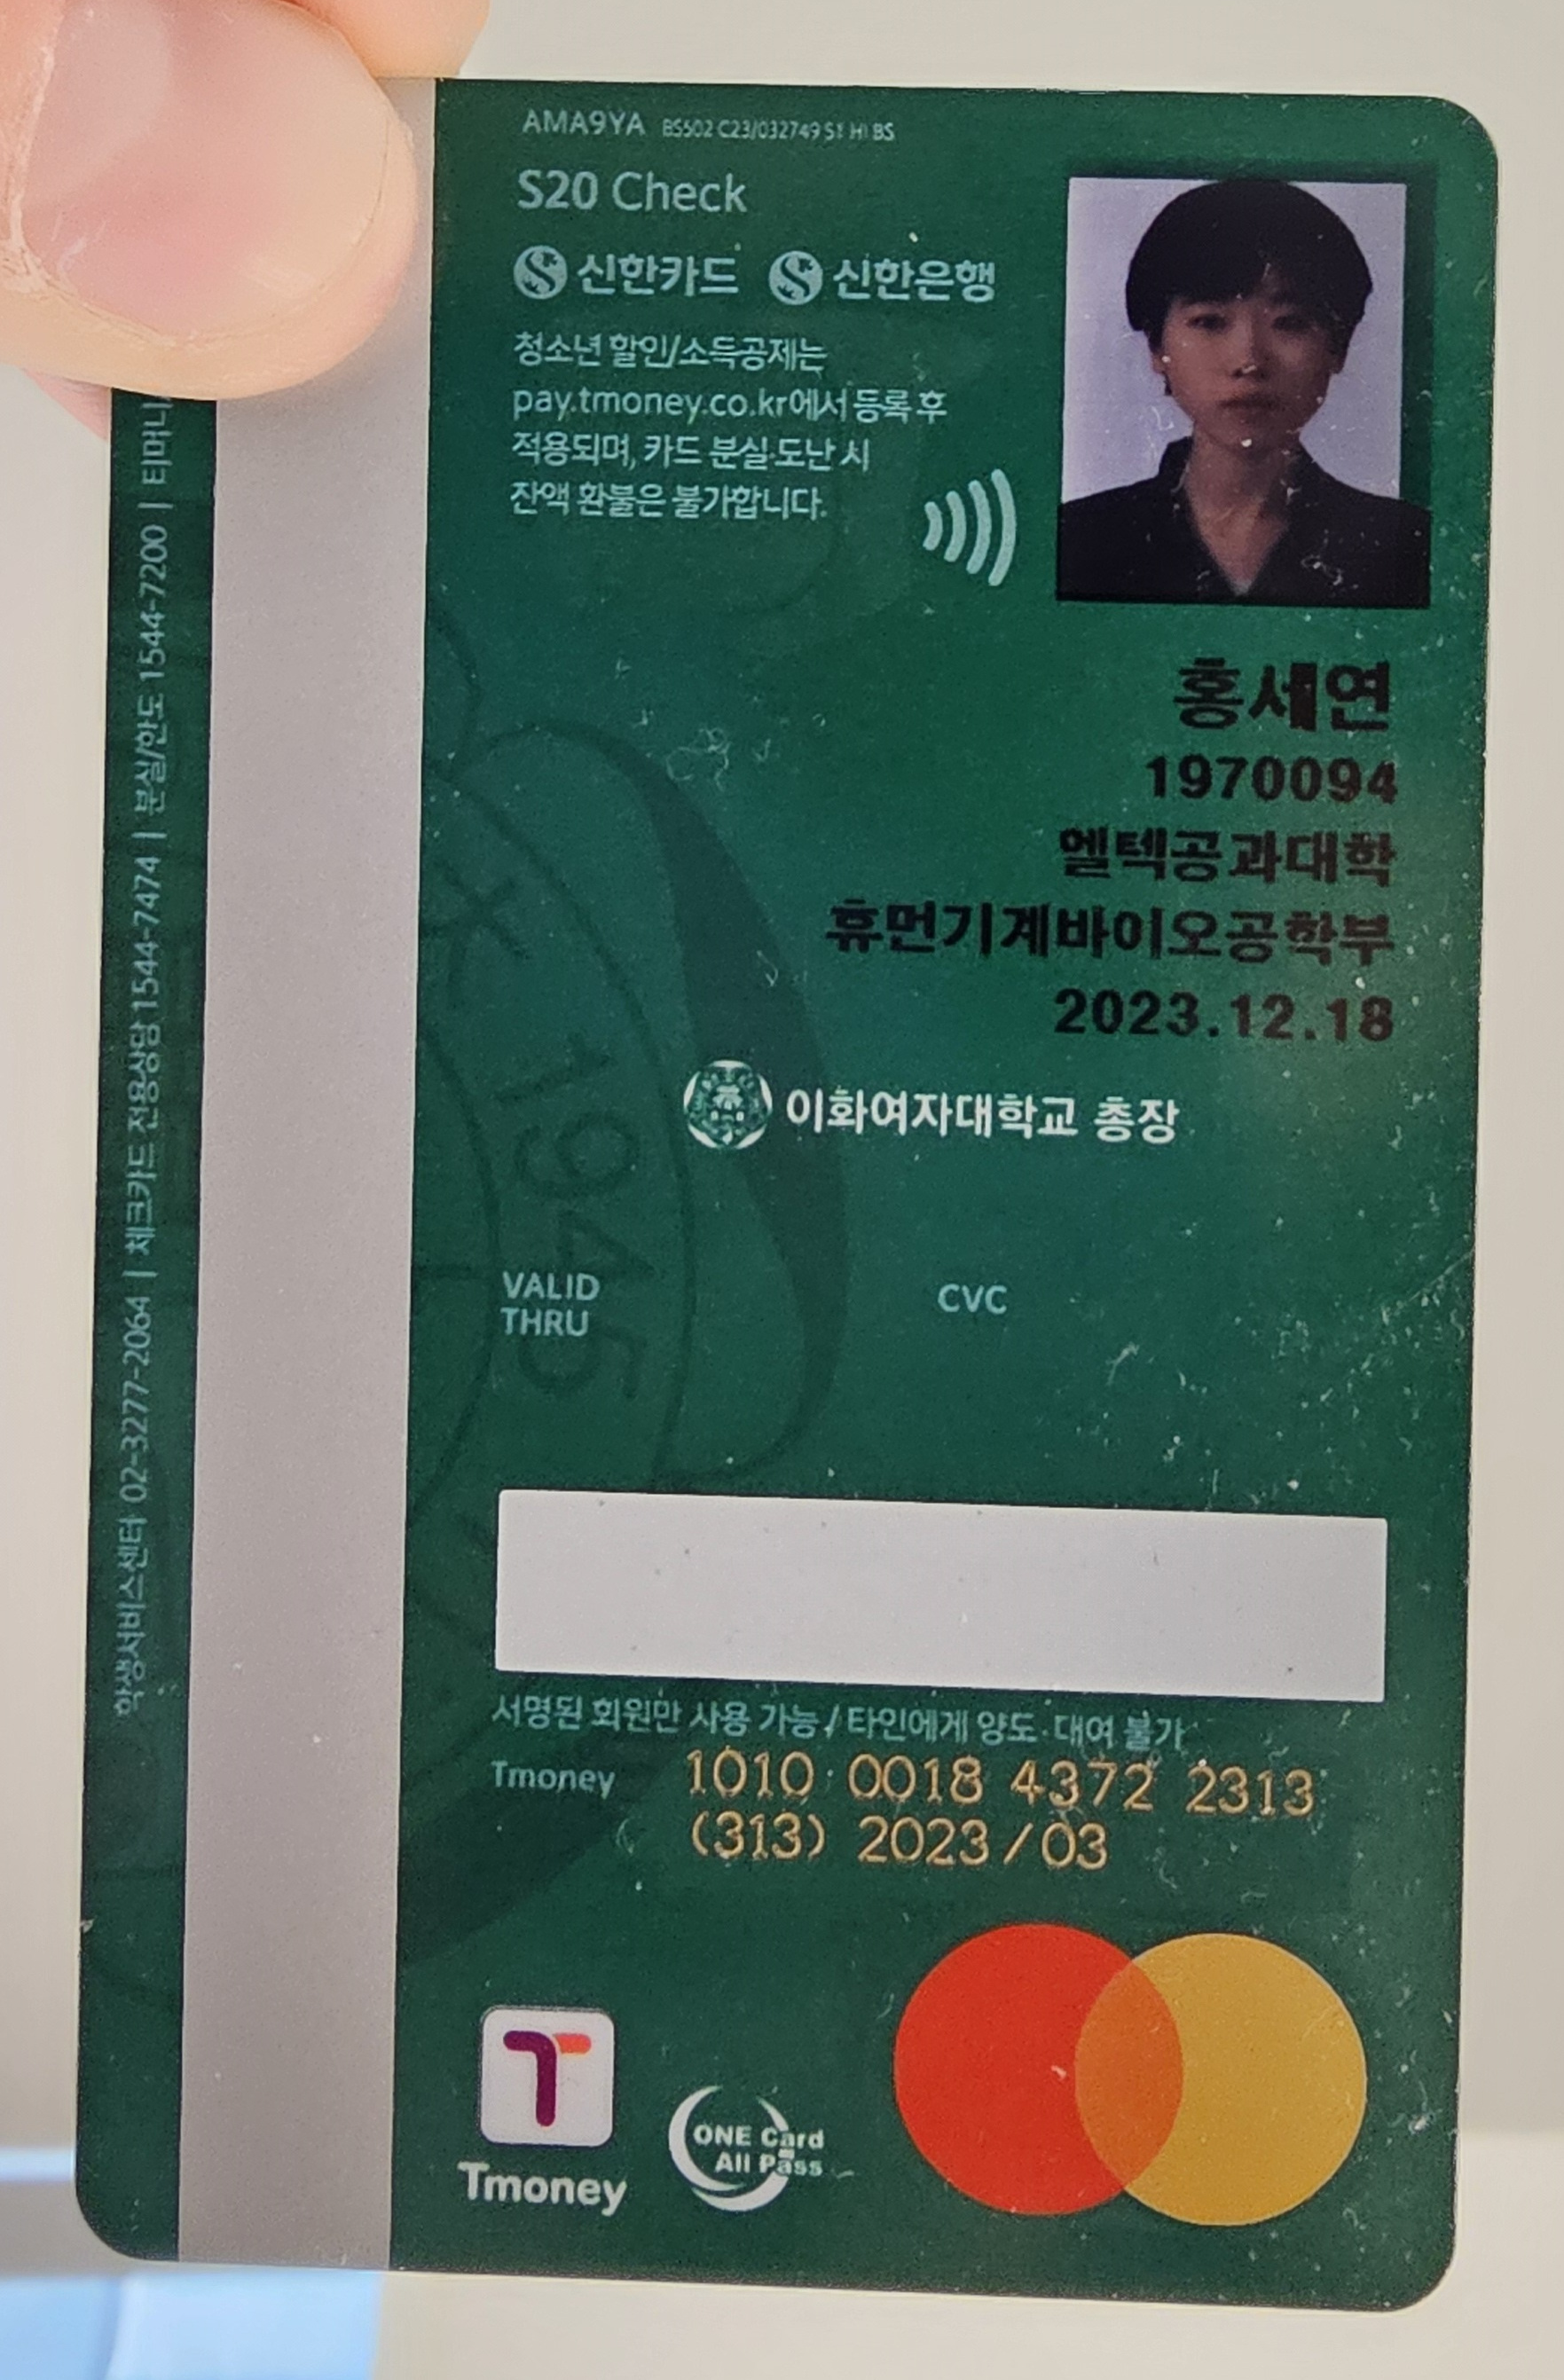 AMA9YA BS502 C23/032749 S1 HI BS
S20 Check
신한카드 신한은행
청소년 할인/소득공제는
pay.tmoney.co.kr에서 등록 후
적용되며, 카드 분실·도난 시
잔액 환불은 불가합니다.
홍세연
1970094
엘텍공과대학
휴먼기계바이오공학부
2023.12.18
이화여자대학교 총장
1945
VALID
THRU
CVC
서명된 회원만 사용 가능 / 타인에게 양도·대여 불가
Tmoney 1010 0018 4372 2313
(313) 2023/03
Tmoney
ONE Card
All Pass
학생서비스센터 02-3277-2064 | 체크카드 전용상담 1544-7474 | 분실/한도 1544-7200 | 티머니